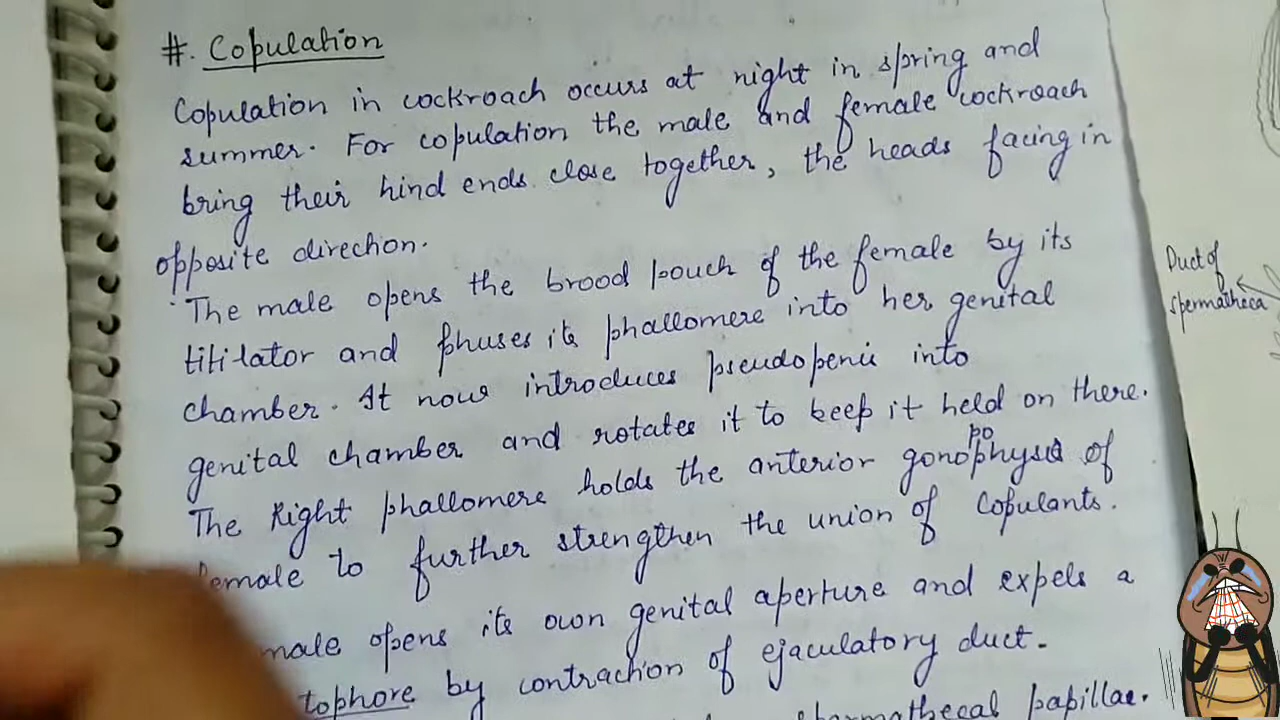 #. Copulation
Copulation in cockroach occurs at night in spring and
summer. For copulation the male and female cockroach
bring their hind ends close together, the heads facing in
opposite direction.
The male opens the brood pouch of the female by its
titilator and phuses its phallomere into her genital
chamber. It now introduces pseudopenis into
genital chamber and rotates it to keep it held on there.
po
The Right phallomere holds the anterior gonophysis of
female to further strengthen the union of Copulants.
male opens its own genital aperture and expels a
tophore by contraction of ejaculatory duct.
papillae.
Duct of
spermatheca